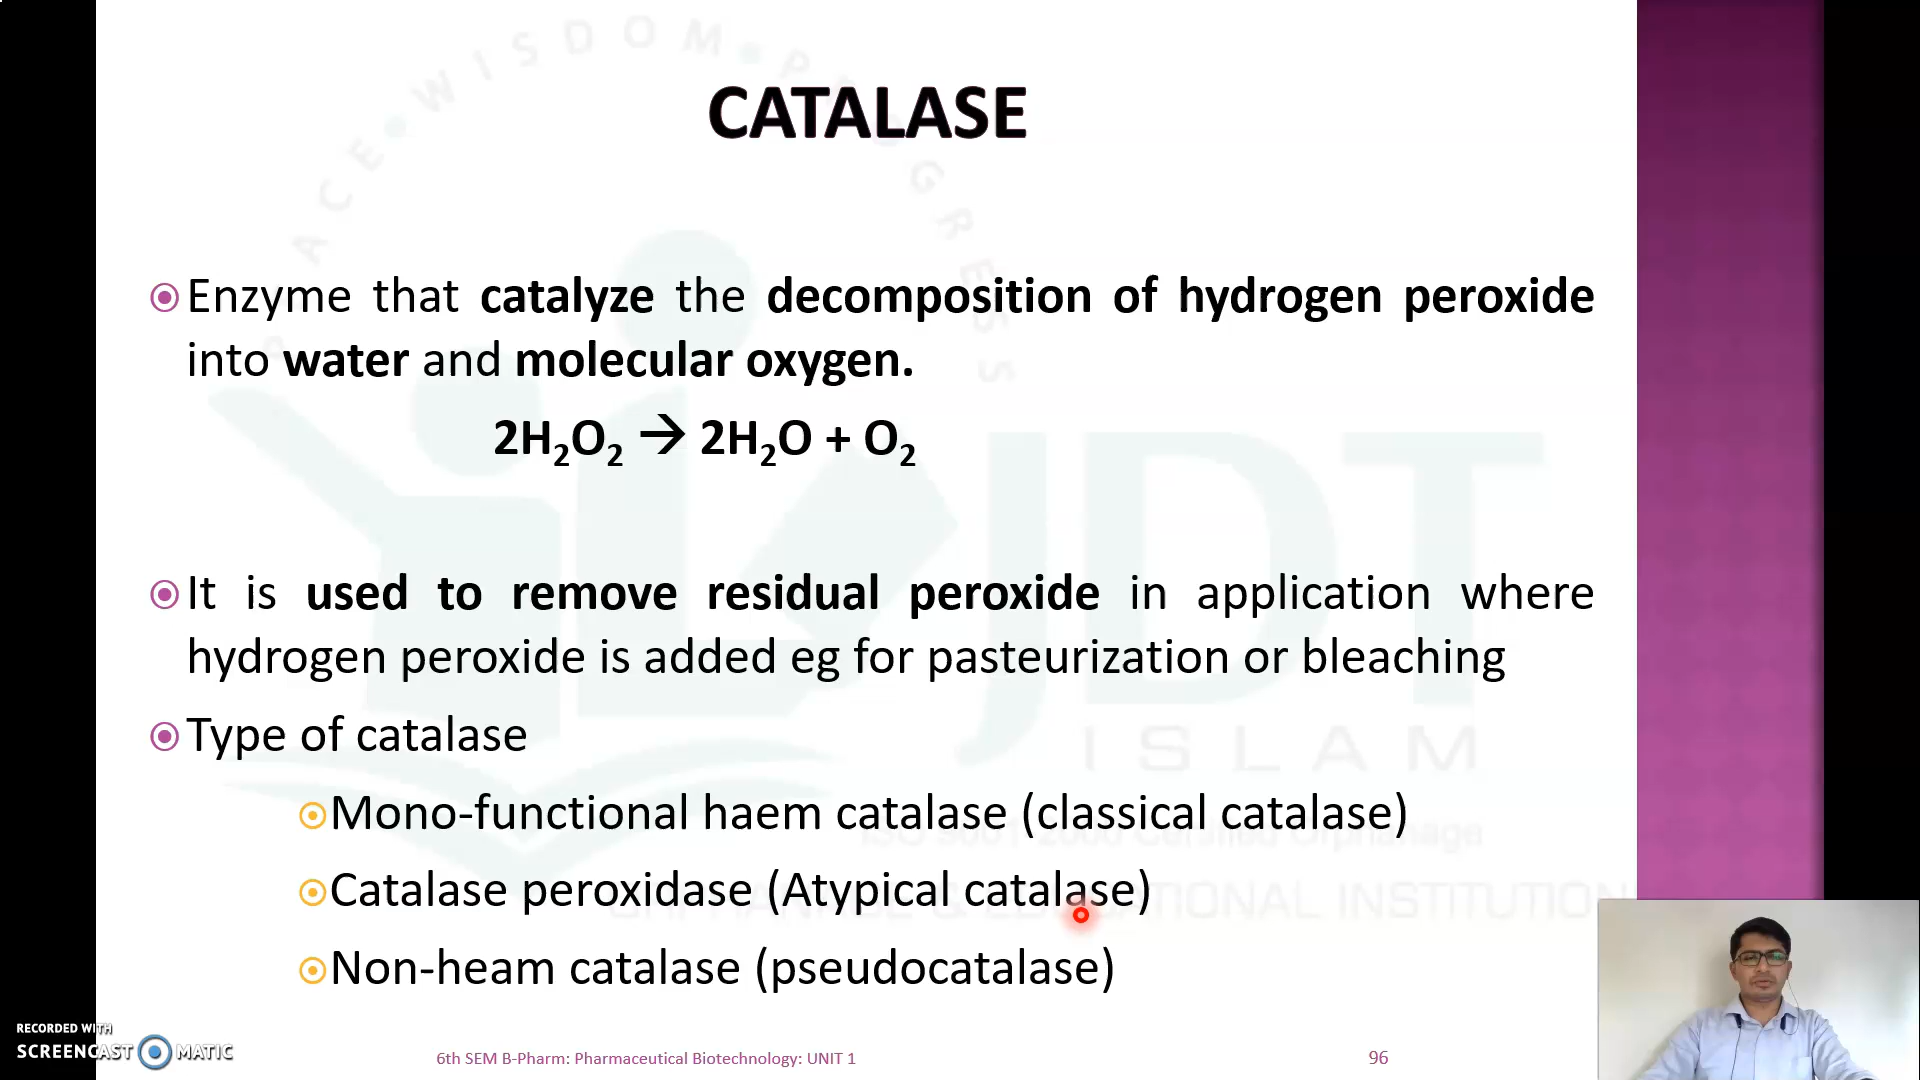 CATALASE
Enzyme that catalyze the decomposition of hydrogen peroxide
into water and molecular oxygen.
2H₂O₂ → 2H₂O + O₂
It is used to remove residual peroxide in application where
hydrogen peroxide is added eg for pasteurization or bleaching
Type of catalase
Mono-functional haem catalase (classical catalase)
Catalase peroxidase (Atypical catalase)
Non-heam catalase (pseudocatalase)
JDT
ISLAM
RECORDED WITH
SCREENCAST MATIC
6th SEM B-Pharm: Pharmaceutical Biotechnology: UNIT 1
96